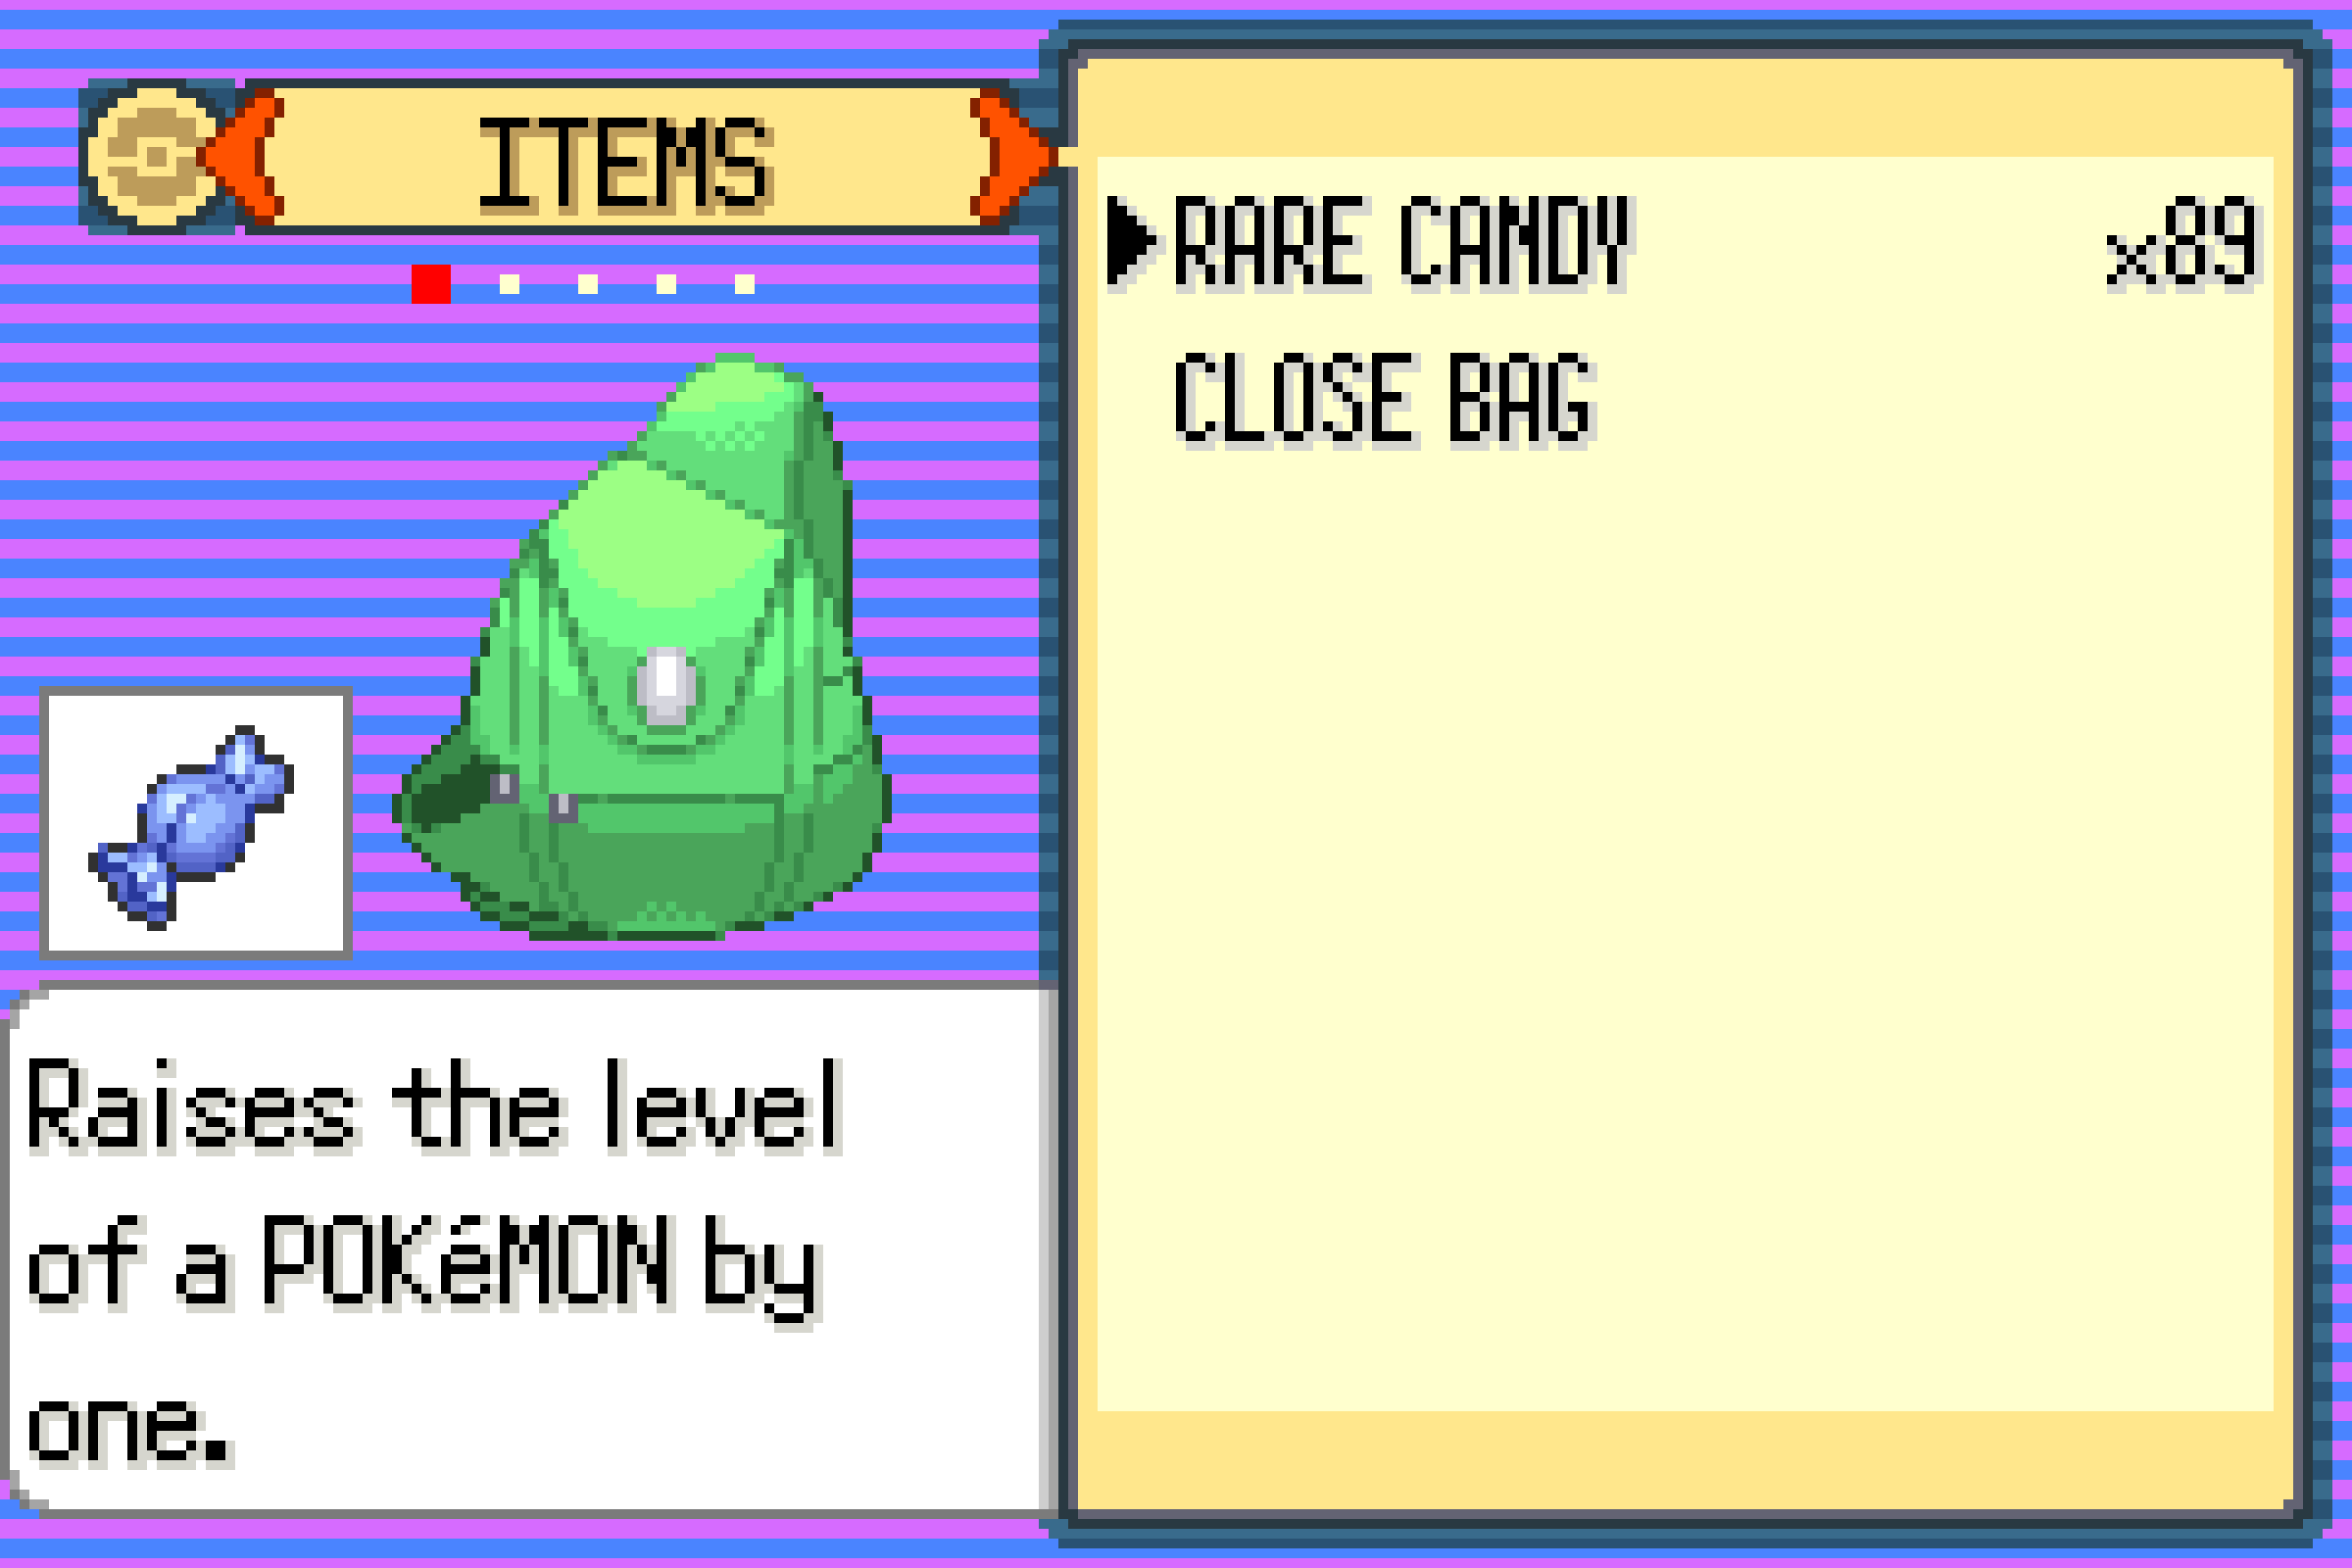 ITEMS
RARE CANDY x89
CLOSE BAG
Raises the level
of a POKéMON by
one.